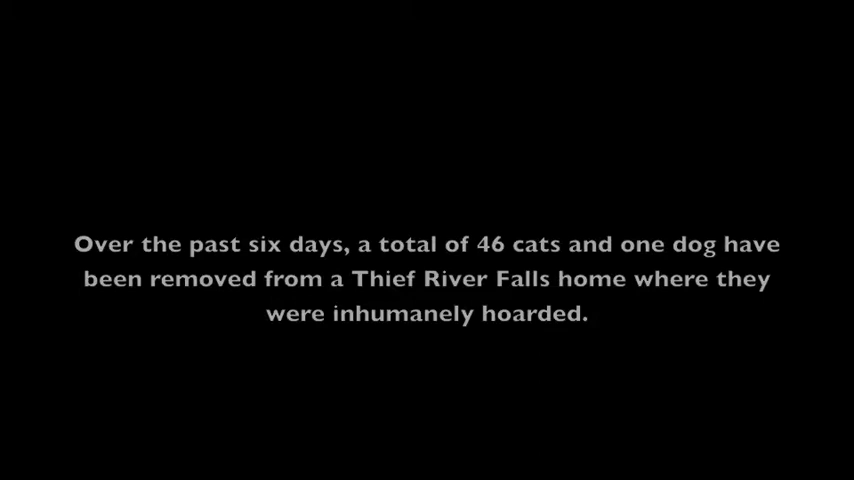 Over the past six days, a total of 46 cats and one dog have
been removed from a Thief River Falls home where they
were inhumanely hoarded.